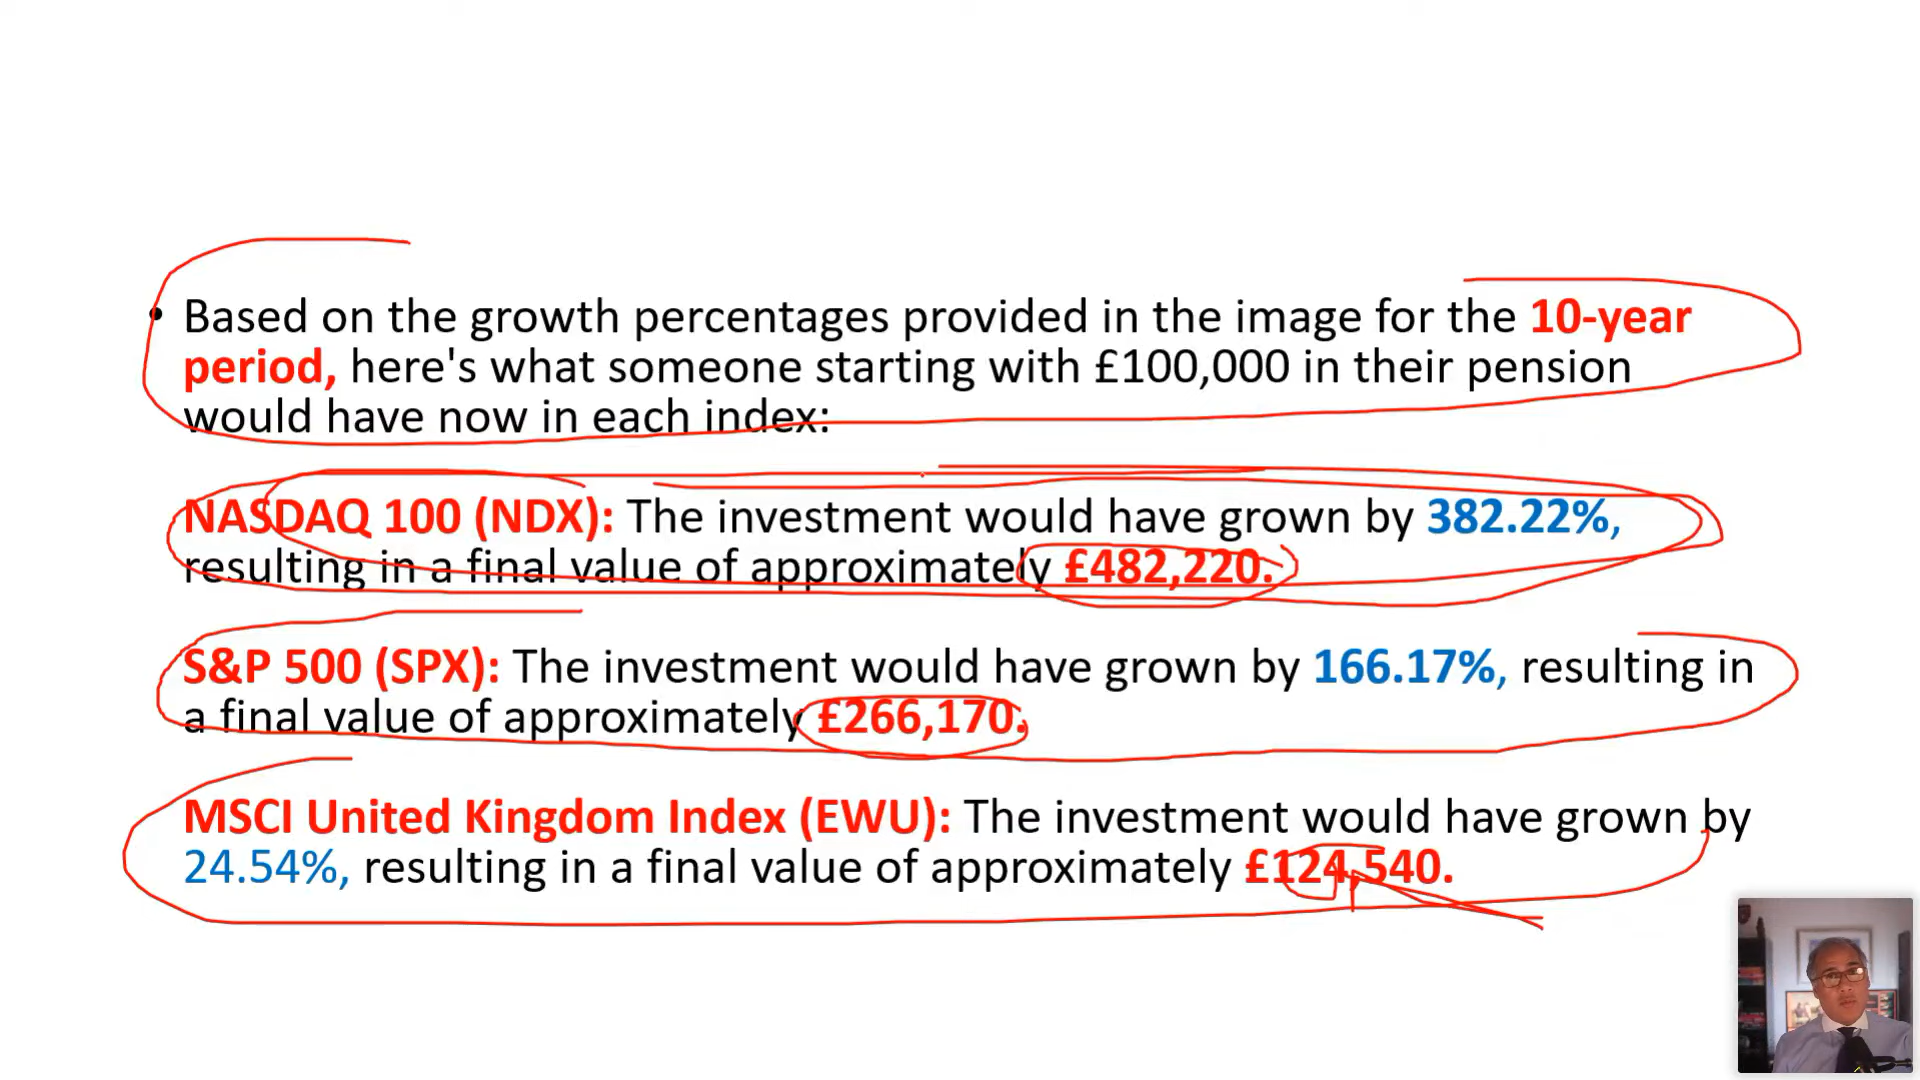 • Based on the growth percentages provided in the image for the 10-year
period, here's what someone starting with £100,000 in their pension
would have now in each index:
NASDAQ 100 (NDX): The investment would have grown by 382.22%,
resulting in a final value of approximately £482,220.
S&P 500 (SPX): The investment would have grown by 166.17%, resulting in
a final value of approximately £266,170.
MSCI United Kingdom Index (EWU): The investment would have grown by
24.54%, resulting in a final value of approximately £124,540.